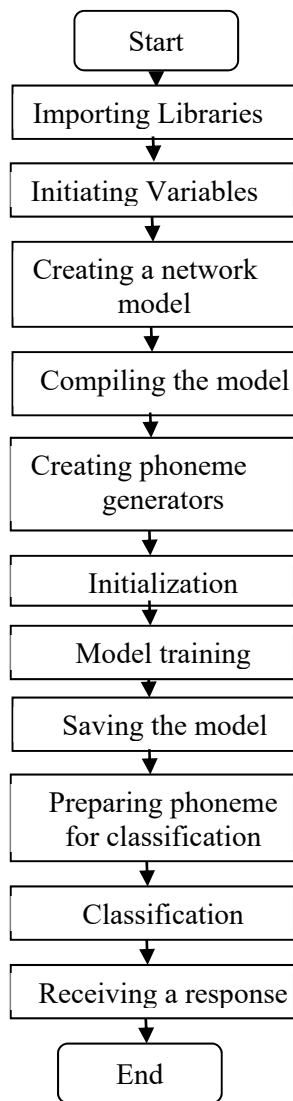 Start
Importing Libraries
Initiating Variables
Creating a network
model
Compiling the model
Creating phoneme
generators
Initialization
Model training
Saving the model
Preparing phoneme
for classification
Classification
Receiving a response
End